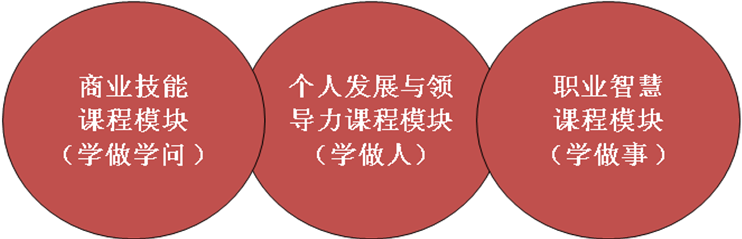 商业技能
课程模块
（学做学问）
个人发展与领
导力课程模块
（学做人）
职业智慧
课程模块
（学做事）